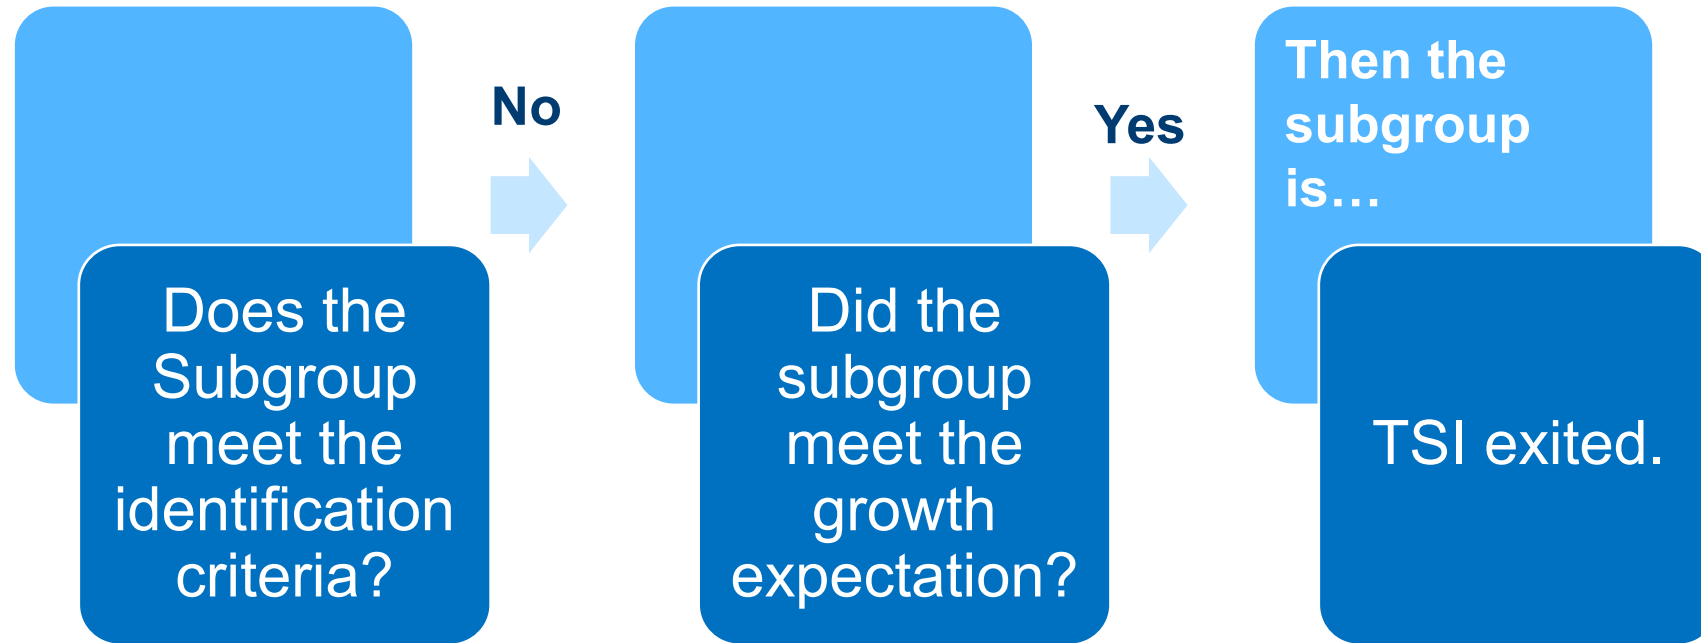 No
Yes
Then the
subgroup
is…
Does the
Subgroup
meet the
identification
criteria?
Did the
subgroup
meet the
growth
expectation?
TSI exited.